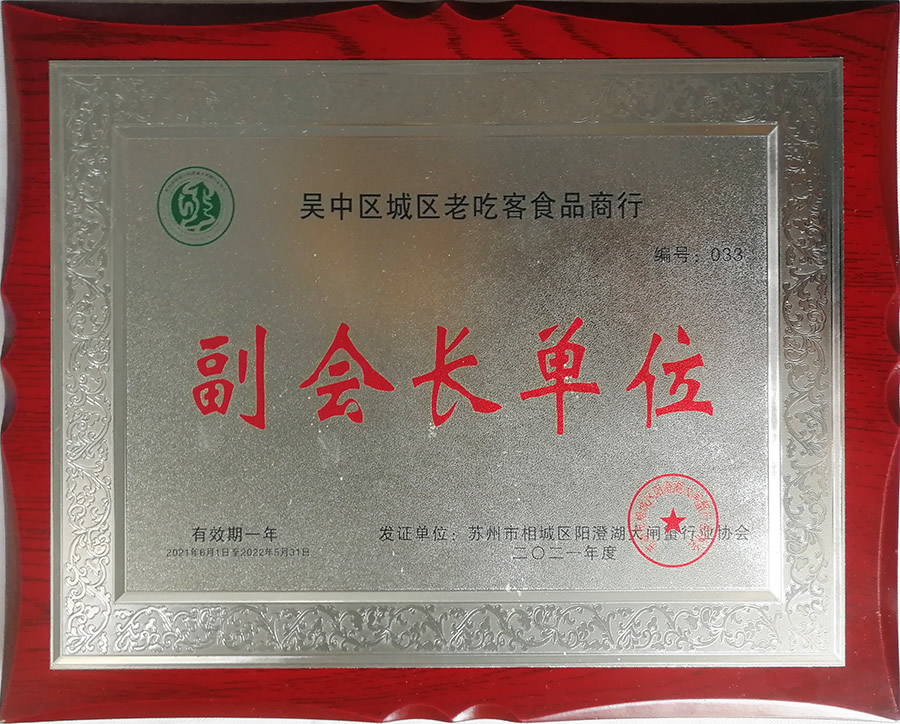 吴中区城区老吃客食品商行
编号：033
副会长单位
有效期一年
2021年6月1日至2022年5月31日
发证单位：苏州市相城区阳澄湖大闸蟹行业协会
二〇二一年度